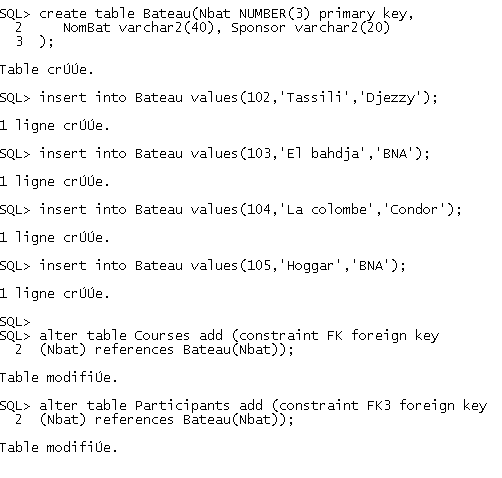 SQL> create table Bateau(Nbat NUMBER(3) primary key,
  2     NomBat varchar2(40), Sponsor varchar2(20)
  3  );
Table crÚÚe.
SQL> insert into Bateau values(102,'Tassili','Djezzy');
1 ligne crÚÚe.
SQL> insert into Bateau values(103,'El bahdja','BNA');
1 ligne crÚÚe.
SQL> insert into Bateau values(104,'La colombe','Condor');
1 ligne crÚÚe.
SQL> insert into Bateau values(105,'Hoggar','BNA');
1 ligne crÚÚe.
SQL>
SQL> alter table Courses add (constraint FK foreign key
  2  (Nbat) references Bateau(Nbat));
Table modifiÚe.
SQL> alter table Participants add (constraint FK3 foreign key
  2  (Nbat) references Bateau(Nbat));
Table modifiÚe.